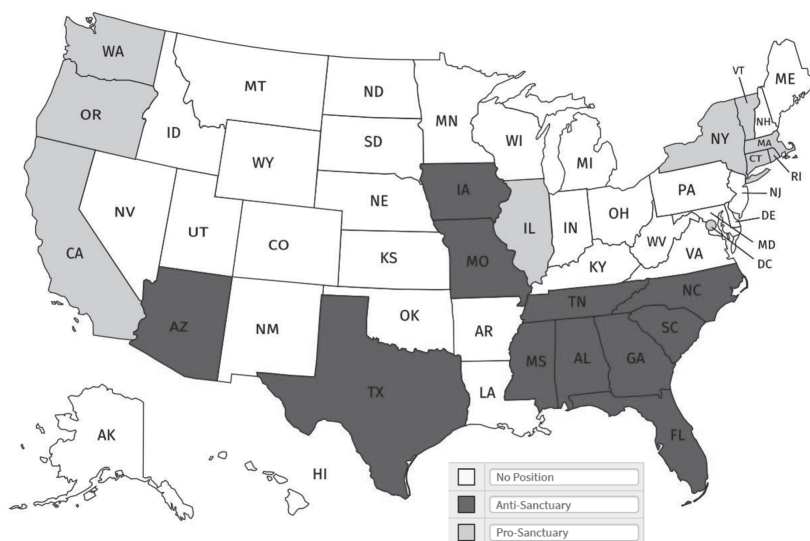 WA
OR
CA
ID
NV
MT
WY
UT
AZ
CO
NM
ND
SD
NE
KS
OK
TX
MN
IA
MO
AR
LA
WI
IL
MI
IN
OH
KY
TN
MS
AL
GA
FL
SC
NC
VA
WV
PA
NY
VT
NH
ME
MA
CT
RI
NJ
DE
MD
DC
AK
HI
No Position
Anti-Sanctuary
Pro-Sanctuary